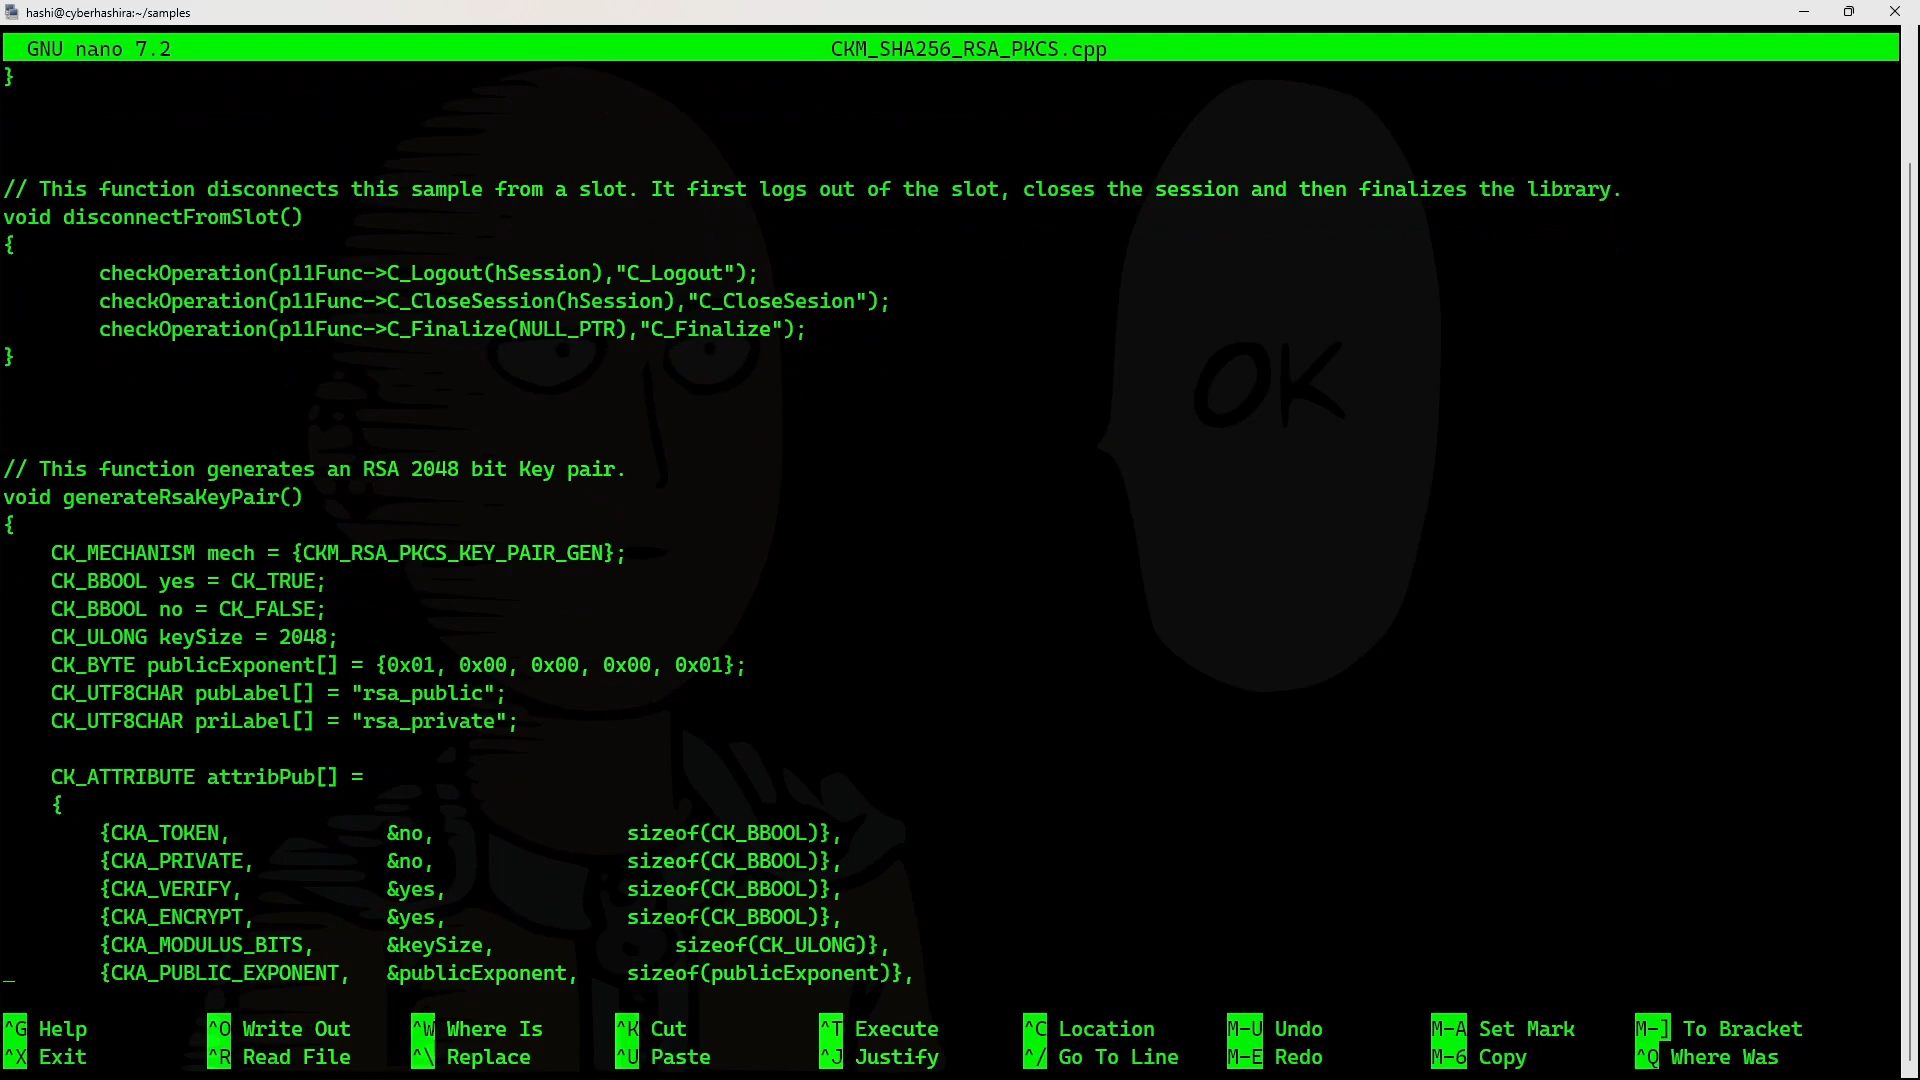 hashi@cyberhashira:~/samples
GNU nano 7.2 CKM_SHA256_RSA_PKCS.cpp
}
// This function disconnects this sample from a slot. It first logs out of the slot, closes the session and then finalizes the library.
void disconnectFromSlot()
{
checkOperation(p11Func->C_Logout(hSession),"C_Logout");
checkOperation(p11Func->C_CloseSession(hSession),"C_CloseSesion");
checkOperation(p11Func->C_Finalize(NULL_PTR),"C_Finalize");
}
OK
// This function generates an RSA 2048 bit Key pair.
void generateRsaKeyPair()
{
CK_MECHANISM mech = {CKM_RSA_PKCS_KEY_PAIR_GEN};
CK_BBOOL yes = CK_TRUE;
CK_BBOOL no = CK_FALSE;
CK_ULONG keySize = 2048;
CK_BYTE publicExponent[] = {0x01, 0x00, 0x00, 0x00, 0x01};
CK_UTF8CHAR pubLabel[] = "rsa_public";
CK_UTF8CHAR priLabel[] = "rsa_private";
CK_ATTRIBUTE attribPub[] =
{
{CKA_TOKEN, &no, sizeof(CK_BBOOL)},
{CKA_PRIVATE, &no, sizeof(CK_BBOOL)},
{CKA_VERIFY, &yes, sizeof(CK_BBOOL)},
{CKA_ENCRYPT, &yes, sizeof(CK_BBOOL)},
{CKA_MODULUS_BITS, &keySize, sizeof(CK_ULONG)},
{CKA_PUBLIC_EXPONENT, &publicExponent, sizeof(publicExponent)},
^G Help ^O Write Out ^W Where Is ^K Cut ^T Execute ^C Location M-U Undo M-A Set Mark M-] To Bracket
^X Exit ^R Read File ^\ Replace ^U Paste ^J Justify ^/ Go To Line M-E Redo M-6 Copy ^Q Where Was